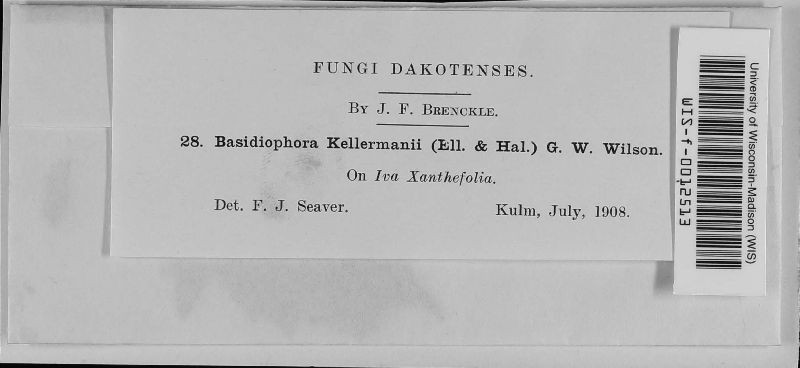 FUNGI DAKOTENSES.
BY J. F. BRENCKLE.
28. Basidiophora Kellermanii (Ell. & Hal.) G. W. Wilson.
On Iva Xanthefolia.
Det. F. J. Seaver. Kulm, July, 1908.
University of Wisconsin-Madison (WIS)
WIS-f-0012513